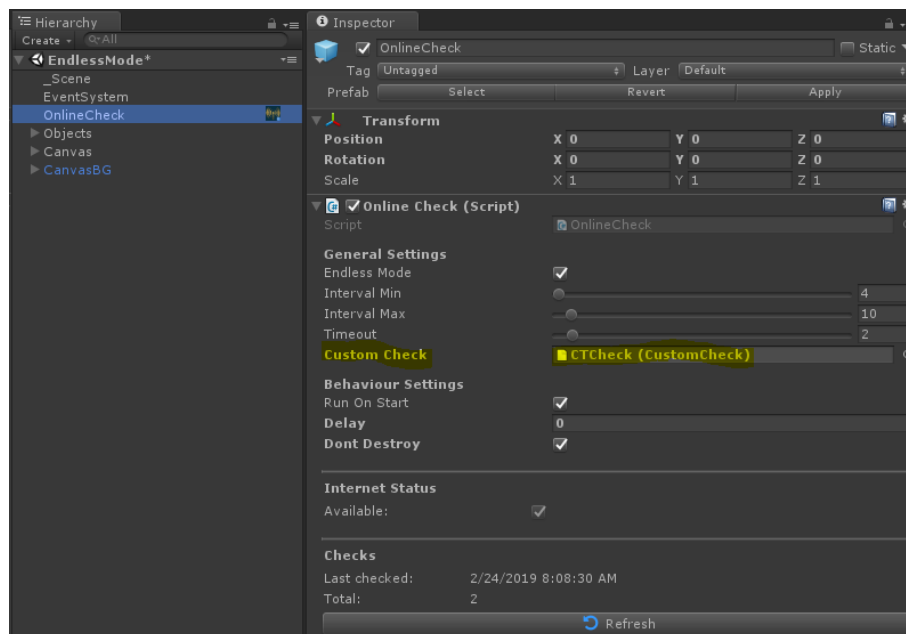 Hierarchy
Create
Q▾All
EndlessMode*
_Scene
EventSystem
OnlineCheck
Objects
Canvas
CanvasBG
Inspector
OnlineCheck Static
Tag Untagged Layer Default
Prefab Select Revert Apply
Transform
Position X 0 Y 0 Z 0
Rotation X 0 Y 0 Z 0
Scale X 1 Y 1 Z 1
Online Check (Script)
Script OnlineCheck
General Settings
Endless Mode
Interval Min 4
Interval Max 10
Timeout 2
Custom Check CTCheck (CustomCheck)
Behaviour Settings
Run On Start
Delay 0
Dont Destroy
Internet Status
Available:
Checks
Last checked: 2/24/2019 8:08:30 AM
Total: 2
Refresh